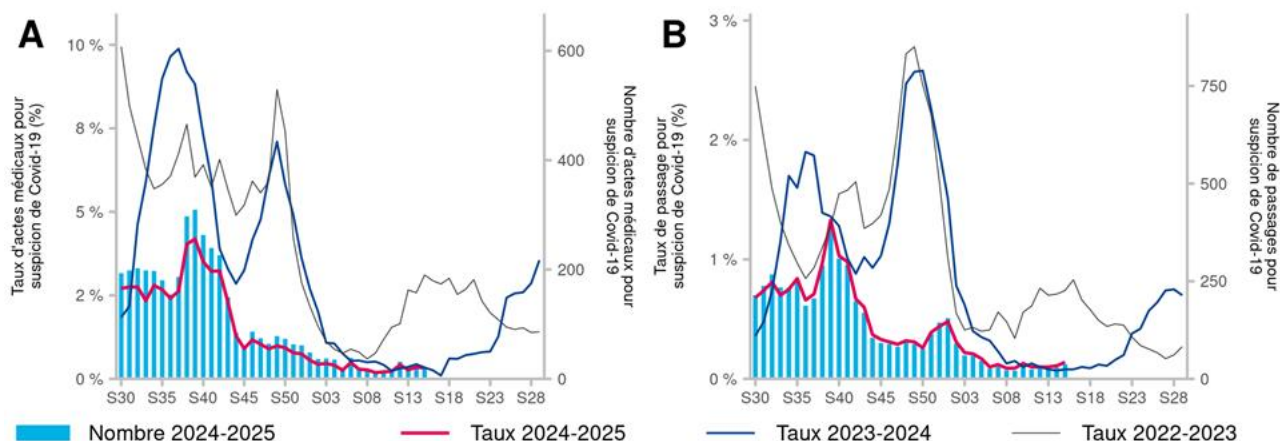 A
Taux d'actes médicaux pour
suspicion de Covid-19 (%)
10 %
8 %
5 %
2 %
0 %
600
400
200
0
Nombre d'actes médicaux pour
suspicion de Covid-19
S30 S35 S40 S45 S50 S03 S08 S13 S18 S23 S28
B
Taux de passage pour
suspicion de Covid-19 (%)
3 %
2 %
1 %
0 %
750
500
250
0
Nombre de passages pour
suspicion de Covid-19
S30 S35 S40 S45 S50 S03 S08 S13 S18 S23 S28
Nombre 2024-2025 Taux 2024-2025 Taux 2023-2024 Taux 2022-2023